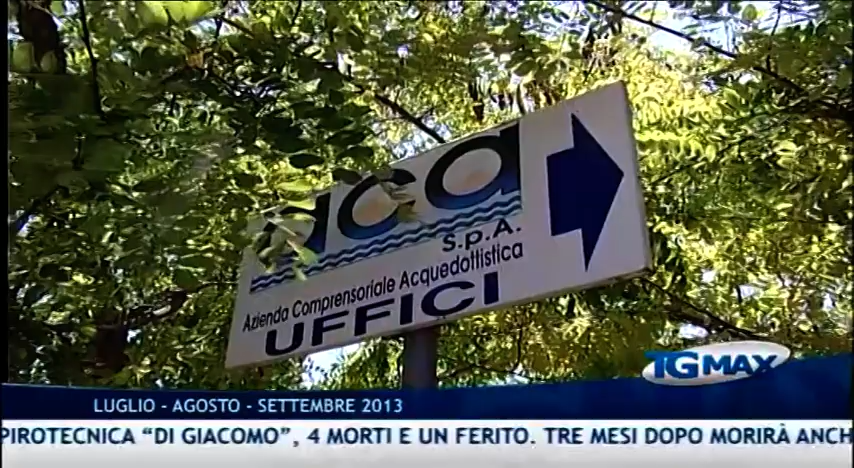 aca
S.p.A.
Azienda Comprensoriale Acquedottistica
UFFICI
TGMAX
LUGLIO - AGOSTO - SETTEMBRE 2013
PIROTECNICA “DI GIACOMO”, 4 MORTI E UN FERITO. TRE MESI DOPO MORIRÀ ANCH